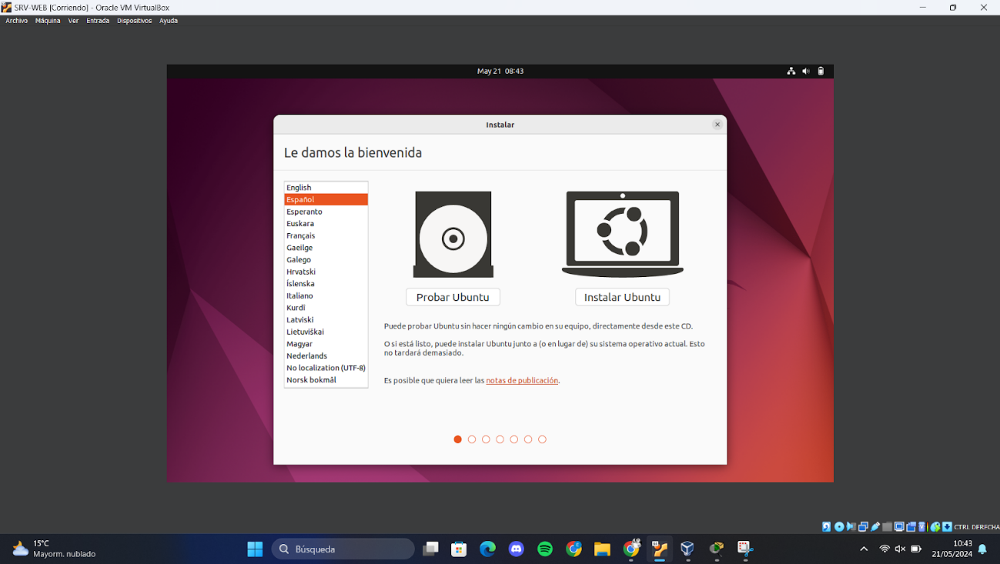 SRV-WEB [Corriendo] - Oracle VM VirtualBox
Archivo Máquina Ver Entrada Dispositivos Ayuda
May 21 08:43
Instalar
Le damos la bienvenida
English
Español
Esperanto
Euskara
Français
Gaeilge
Galego
Hrvatski
Íslenska
Italiano
Kurdî
Latviski
Lietuviškai
Magyar
Nederlands
No localization (UTF-8)
Norsk bokmål
Probar Ubuntu
Instalar Ubuntu
Puede probar Ubuntu sin hacer ningún cambio en su equipo, directamente desde este CD.
O si está listo, puede instalar Ubuntu junto a (o en lugar de) su sistema operativo actual. Esto
no tardará demasiado.
Es posible que quiera leer las notas de publicación.
CTRL DERECHA
15°C
Mayorm. nublado
Búsqueda
10:43
21/05/2024